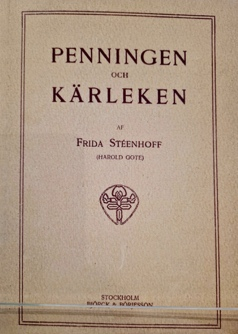 PENNINGEN
OCH
KÄRLEKEN
AF
FRIDA STÉENHOFF
(HAROLD GOTE)
STOCKHOLM
BJÖRCK & BÖRJESSON